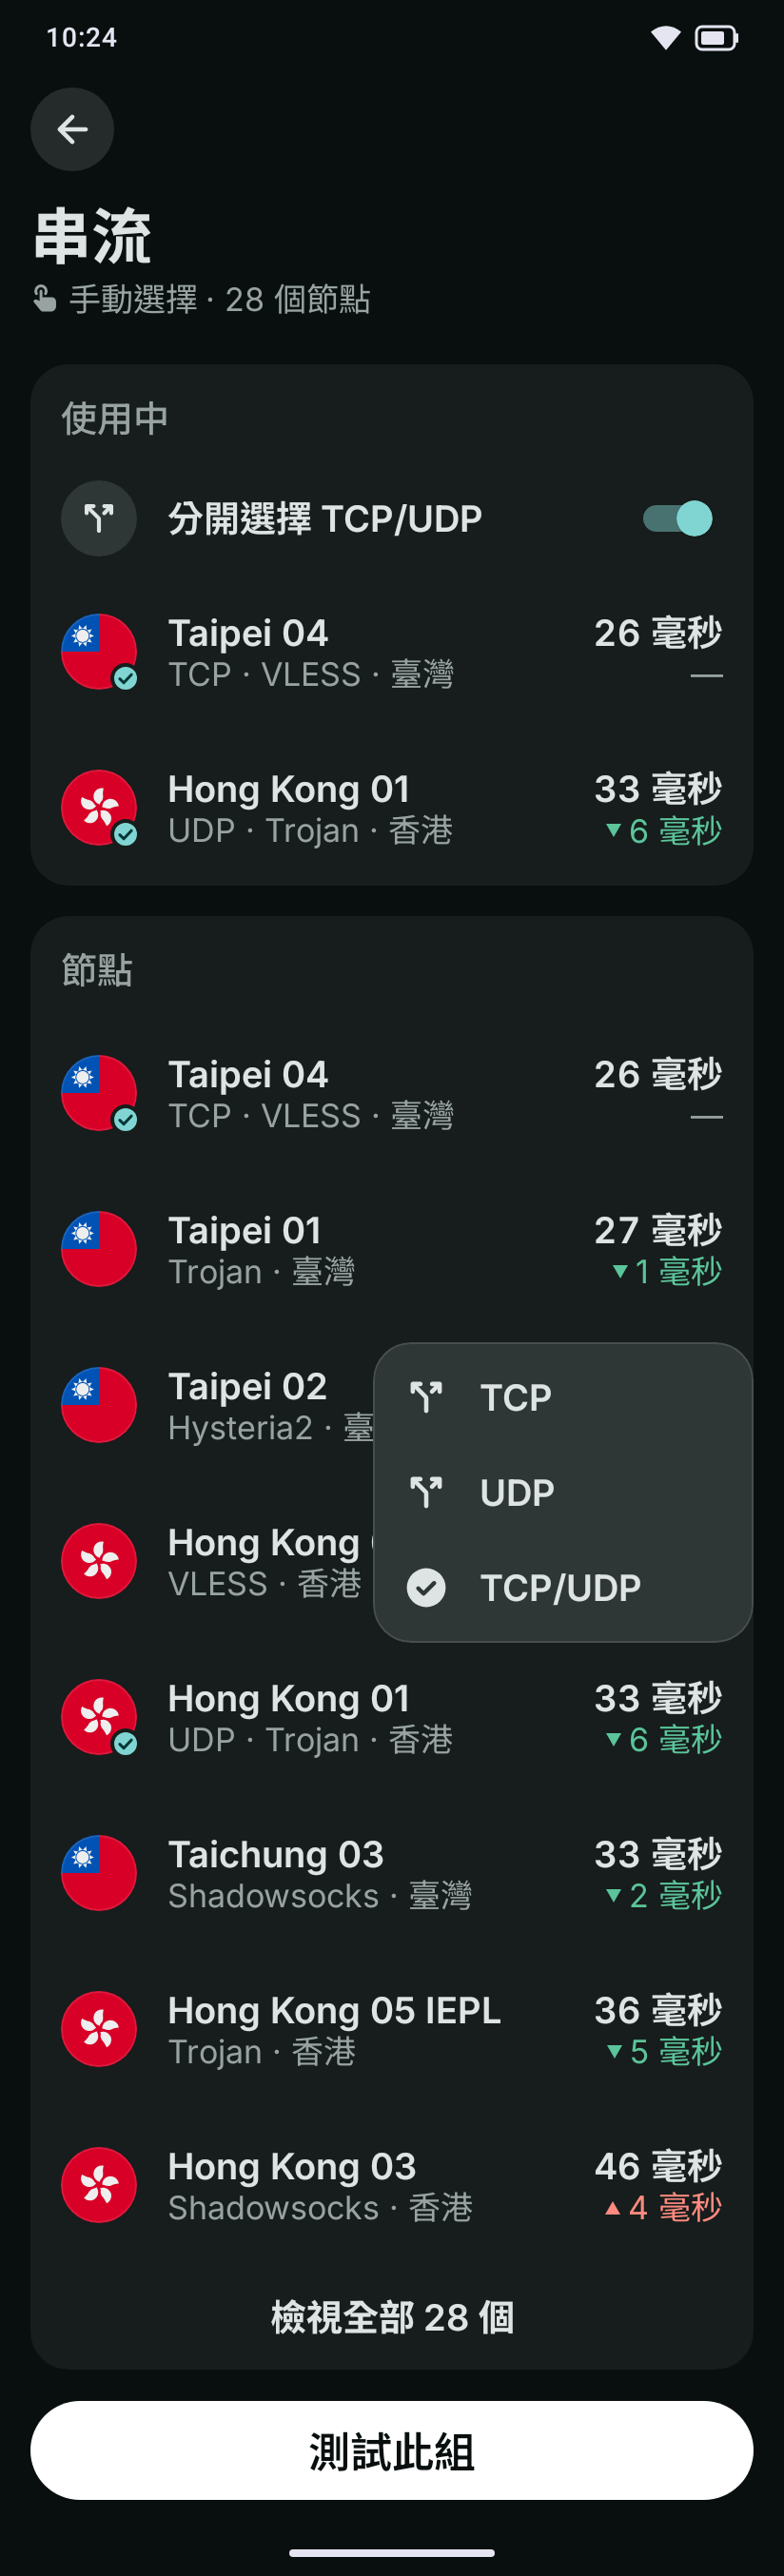 10:24
串流
手動選擇 · 28 個節點
使用中
分開選擇 TCP/UDP
Taipei 04
26 毫秒
TCP · VLESS · 臺灣
—
Hong Kong 01
33 毫秒
UDP · Trojan · 香港
▼6 毫秒
節點
Taipei 04
26 毫秒
TCP · VLESS · 臺灣
—
Taipei 01
27 毫秒
Trojan · 臺灣
▼1 毫秒
Taipei 02
Hysteria2 · 臺
TCP
UDP
TCP/UDP
Hong Kong
VLESS · 香港
Hong Kong 01
33 毫秒
UDP · Trojan · 香港
▼6 毫秒
Taichung 03
33 毫秒
Shadowsocks · 臺灣
▼2 毫秒
Hong Kong 05 IEPL
36 毫秒
Trojan · 香港
▼5 毫秒
Hong Kong 03
46 毫秒
Shadowsocks · 香港
▲4 毫秒
檢視全部 28 個
測試此組